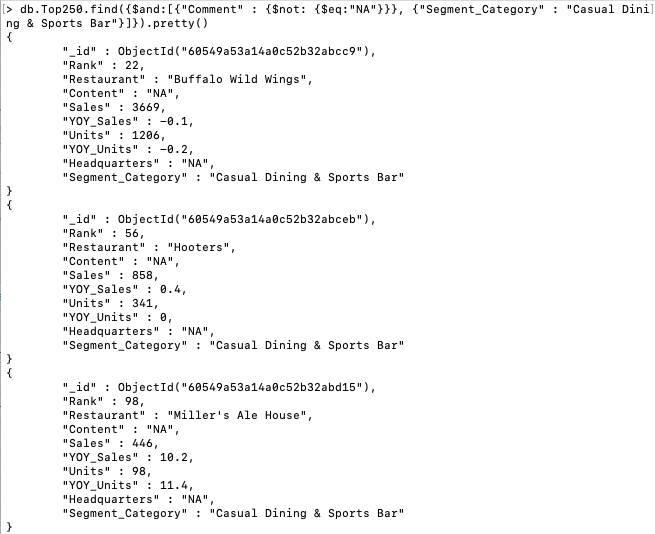 [> db.Top250.find({$and:[{"Comment" : {$not: {$eq:"NA"}}}, {"Segment_Category" : "Casual Dini]
ng & Sports Bar"}]}).pretty()
{
        "_id" : ObjectId("60549a53a14a0c52b32abcc9"),
        "Rank" : 22,
        "Restaurant" : "Buffalo Wild Wings",
        "Content" : "NA",
        "Sales" : 3669,
        "YOY_Sales" : -0.1,
        "Units" : 1206,
        "YOY_Units" : -0.2,
        "Headquarters" : "NA",
        "Segment_Category" : "Casual Dining & Sports Bar"
}
{
        "_id" : ObjectId("60549a53a14a0c52b32abceb"),
        "Rank" : 56,
        "Restaurant" : "Hooters",
        "Content" : "NA",
        "Sales" : 858,
        "YOY_Sales" : 0.4,
        "Units" : 341,
        "YOY_Units" : 0,
        "Headquarters" : "NA",
        "Segment_Category" : "Casual Dining & Sports Bar"
}
{
        "_id" : ObjectId("60549a53a14a0c52b32abd15"),
        "Rank" : 98,
        "Restaurant" : "Miller's Ale House",
        "Content" : "NA",
        "Sales" : 446,
        "YOY_Sales" : 10.2,
        "Units" : 98,
        "YOY_Units" : 11.4,
        "Headquarters" : "NA",
        "Segment_Category" : "Casual Dining & Sports Bar"
}